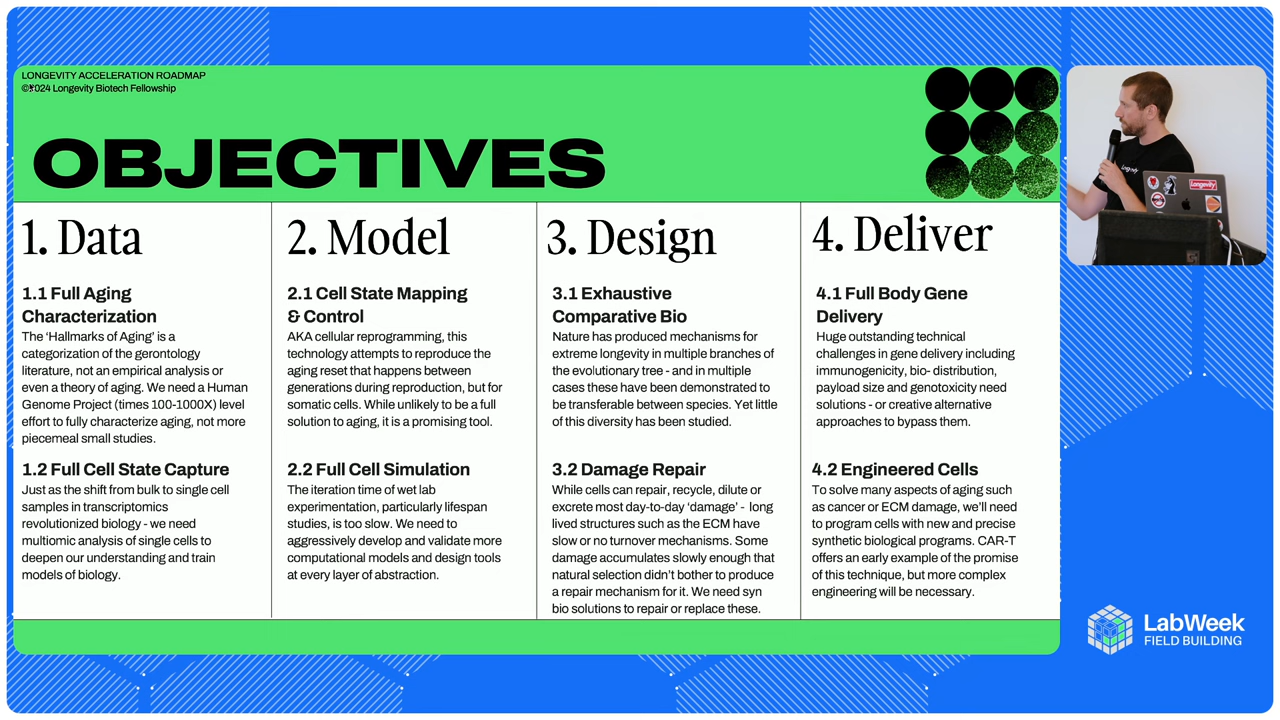 LONGEVITY ACCELERATION ROADMAP
©2024 Longevity Biotech Fellowship
OBJECTIVES
1. Data
1.1 Full Aging
Characterization
The ‘Hallmarks of Aging’ is a
categorization of the gerontology
literature, not an empirical analysis or
even a theory of aging. We need a Human
Genome Project (times 100-1000X) level
effort to fully characterize aging, not more
piecemeal small studies.
1.2 Full Cell State Capture
Just as the shift from bulk to single cell
samples in transcriptomics
revolutionized biology - we need
multiomic analysis of single cells to
deepen our understanding and train
models of biology.
2. Model
2.1 Cell State Mapping
& Control
AKA cellular reprogramming, this
technology attempts to reproduce the
aging reset that happens between
generations during reproduction, but for
somatic cells. While unlikely to be a full
solution to aging, it is a promising tool.
2.2 Full Cell Simulation
The iteration time of wet lab
experimentation, particularly lifespan
studies, is too slow. We need to
aggressively develop and validate more
computational models and design tools
at every layer of abstraction.
3. Design
3.1 Exhaustive
Comparative Bio
Nature has produced mechanisms for
extreme longevity in multiple branches of
the evolutionary tree - and in multiple
cases these have been demonstrated to
be transferable between species. Yet little
of this diversity has been studied.
3.2 Damage Repair
While cells can repair, recycle, dilute or
excrete most day-to-day ‘damage’ - long
lived structures such as the ECM have
slow or no turnover mechanisms. Some
damage accumulates slowly enough that
natural selection didn’t bother to produce
a repair mechanism for it. We need syn
bio solutions to repair or replace these.
4. Deliver
4.1 Full Body Gene
Delivery
Huge outstanding technical
challenges in gene delivery including
immunogenicity, bio- distribution,
payload size and genotoxicity need
solutions - or creative alternative
approaches to bypass them.
4.2 Engineered Cells
To solve many aspects of aging such
as cancer or ECM damage, we’ll need
to program cells with new and precise
synthetic biological programs. CAR-T
offers an early example of the promise
of this technique, but more complex
engineering will be necessary.
Longevity
LabWeek
FIELD BUILDING